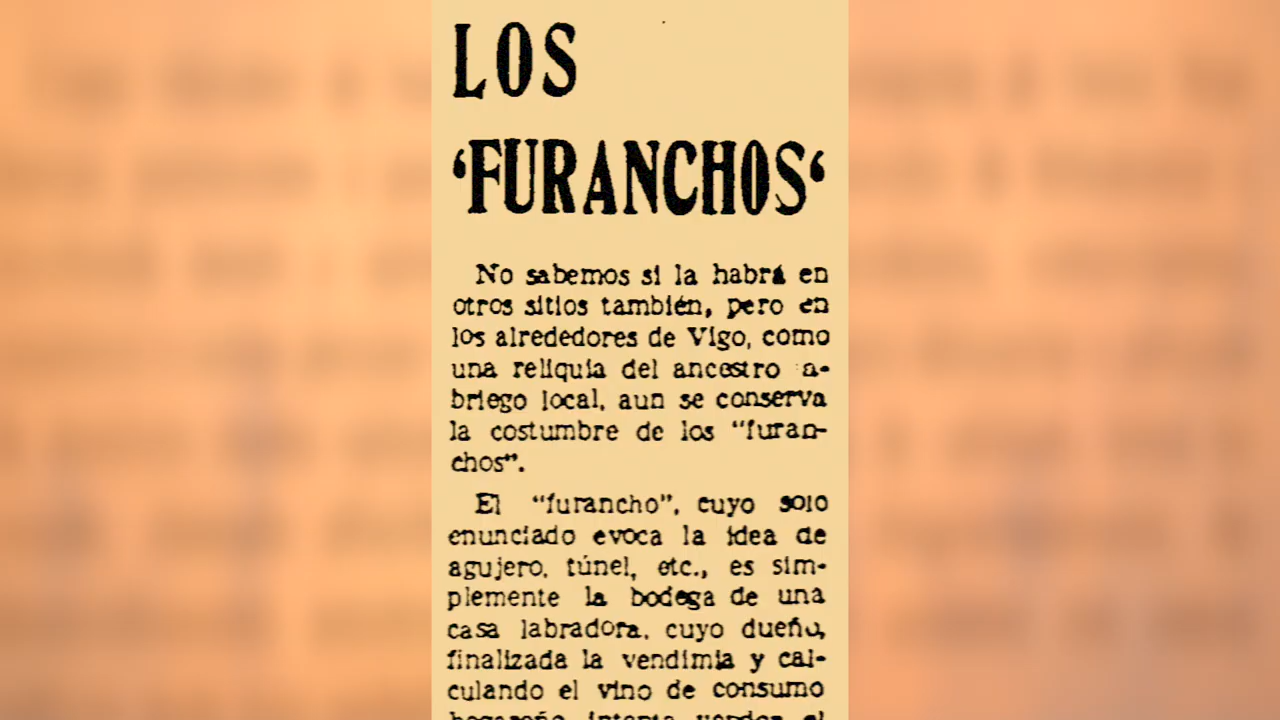 LOS
‘FURANCHOS‘
No sabemos si la habrá en
otros sitios también, pero en
los alrededores de Vigo, como
una reliquia del ancestro a-
briego local, aun se conserva
la costumbre de los “furan-
chos”.
El “furancho”, cuyo solo
enunciado evoca la idea de
agujero, túnel, etc., es sim-
plemente la bodega de una
casa labradora, cuyo dueño,
finalizada la vendimia y cal-
culando el vino de consumo